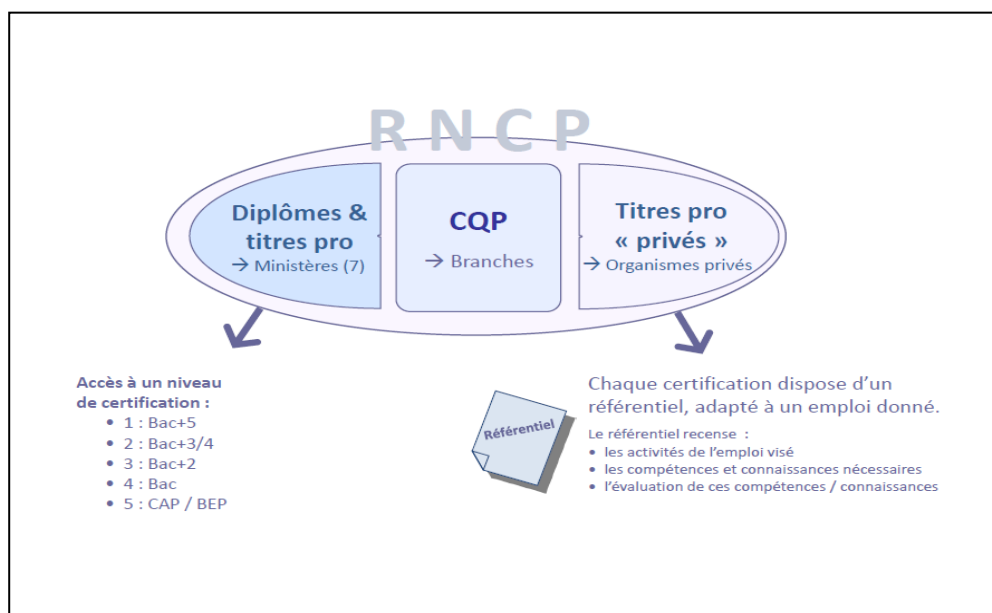 R N C P
Diplômes &
titres pro
→ Ministères (7)
CQP
→ Branches
Titres pro
« privés »
→ Organismes privés
Accès à un niveau
de certification :
• 1 : Bac+5
• 2 : Bac+3/4
• 3 : Bac+2
• 4 : Bac
• 5 : CAP / BEP
Référentiel
Chaque certification dispose d’un
référentiel, adapté à un emploi donné.
Le référentiel recense :
• les activités de l’emploi visé
• les compétences et connaissances nécessaires
• l’évaluation de ces compétences / connaissances